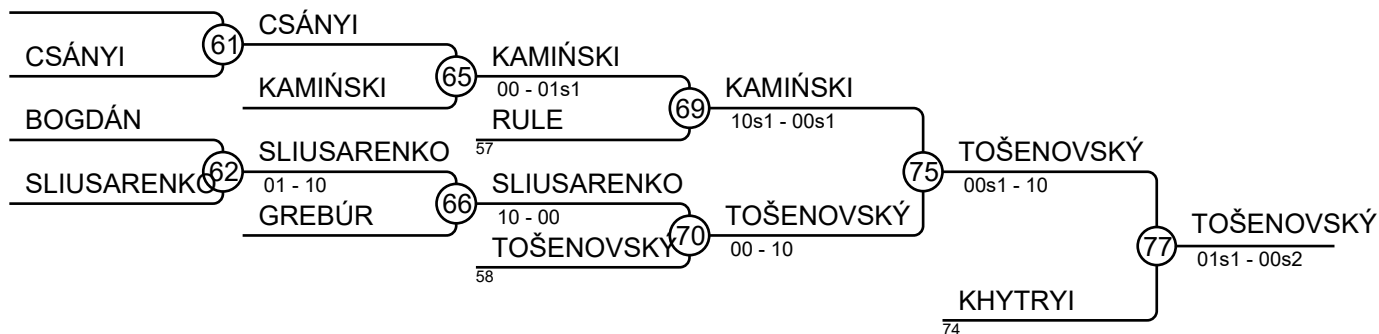 CSÁNYI
61
CSÁNYI
KAMIŃSKI
65
KAMIŃSKI
00 - 01s1
RULE
57
69
KAMIŃSKI
10s1 - 00s1
BOGDÁN
SLIUSARENKO
62
SLIUSARENKO
01 - 10
GREBÚR
66
SLIUSARENKO
10 - 00
TOŠENOVSKÝ
58
70
TOŠENOVSKÝ
00 - 10
75
TOŠENOVSKÝ
00s1 - 10
KHYTRYI
74
77
TOŠENOVSKÝ
01s1 - 00s2